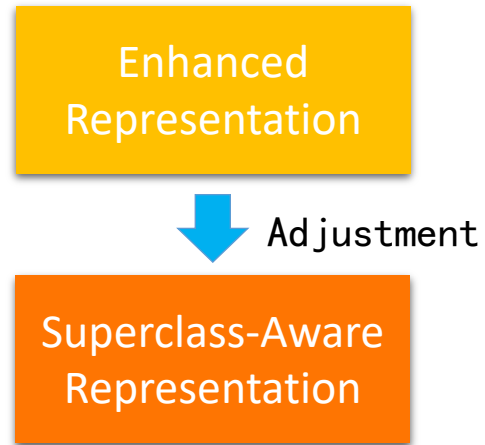 Enhanced
Representation
Adjustment
Superclass-Aware
Representation